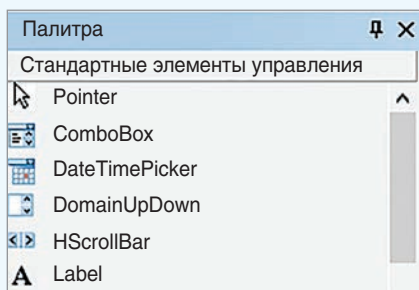 Палитра
Стандартные элементы управления
Pointer
ComboBox
DateTimePicker
DomainUpDown
HScrollBar
A Label